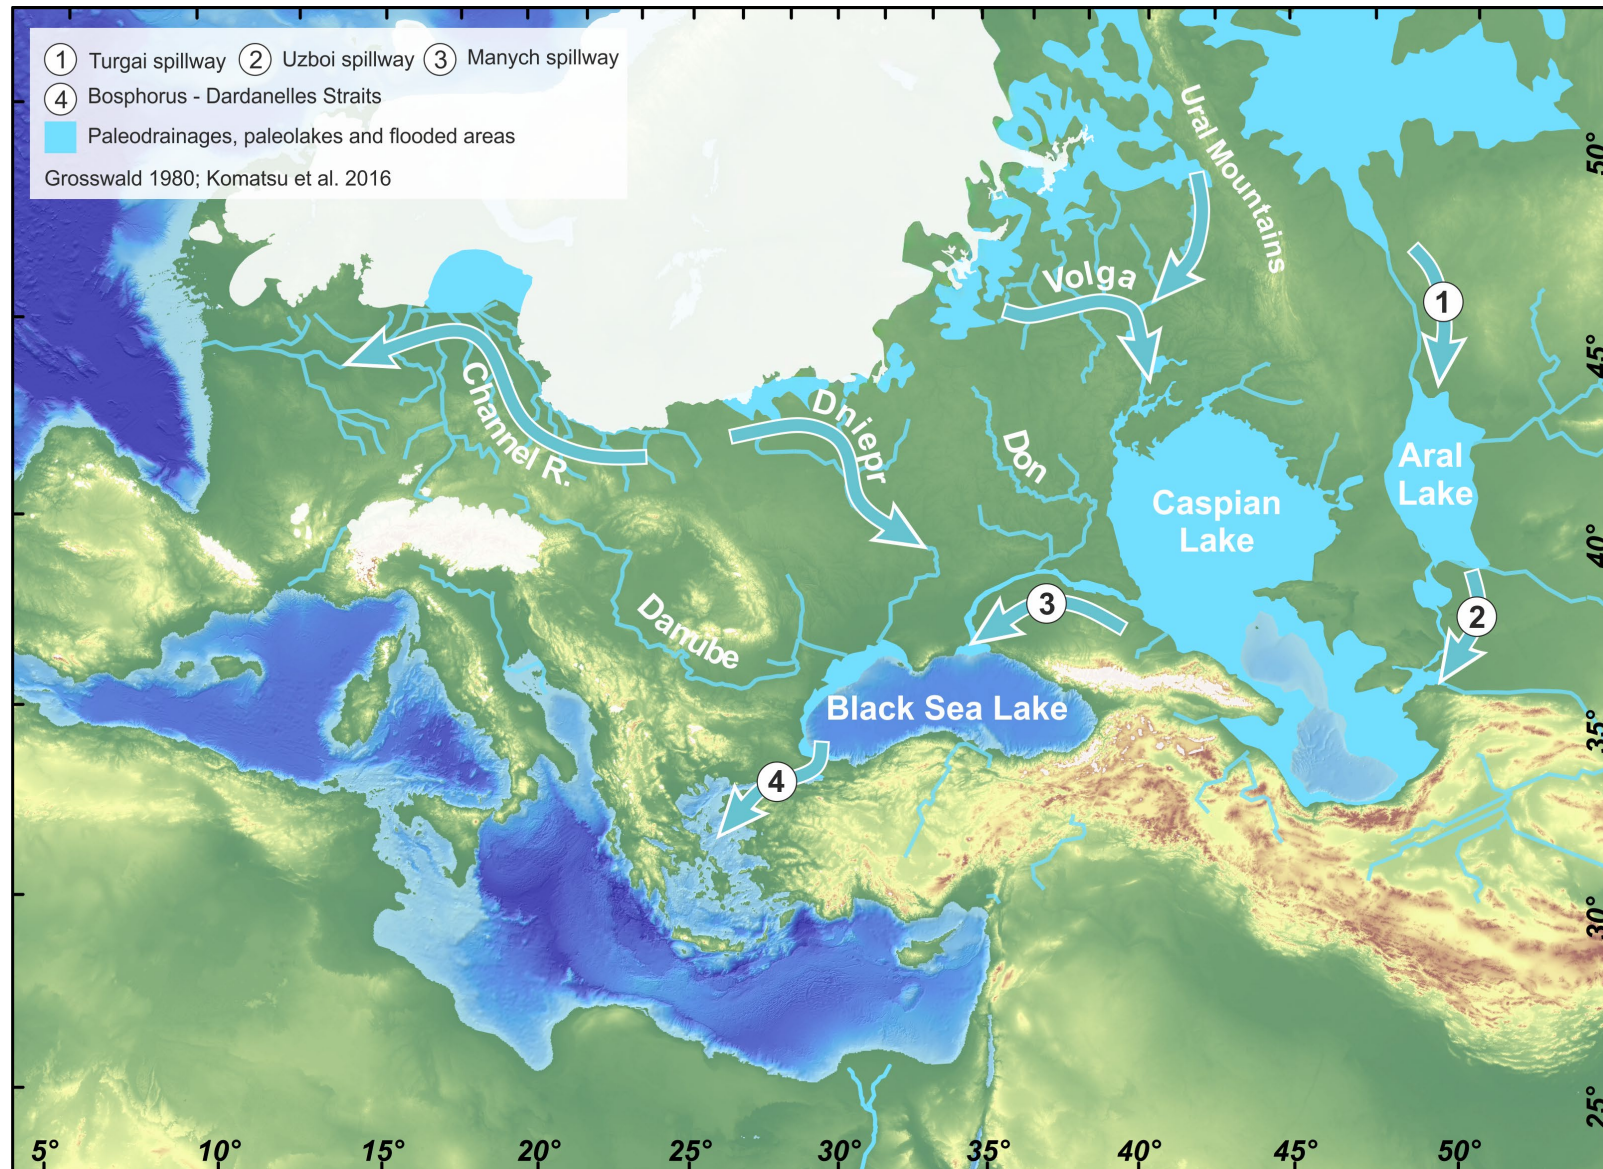 1 Turgai spillway 2 Uzboi spillway 3 Manych spillway
4 Bosphorus - Dardanelles Straits
Paleodrainages, paleolakes and flooded areas
Grosswald 1980; Komatsu et al. 2016
Ural Mountains
50°
Volga
1
45°
Channel R.
Dniepr
Don
Aral
Lake
Caspian
Lake
40°
3
2
Danube
Black Sea Lake
35°
4
30°
25°
5° 10° 15° 20° 25° 30° 35° 40° 45° 50°